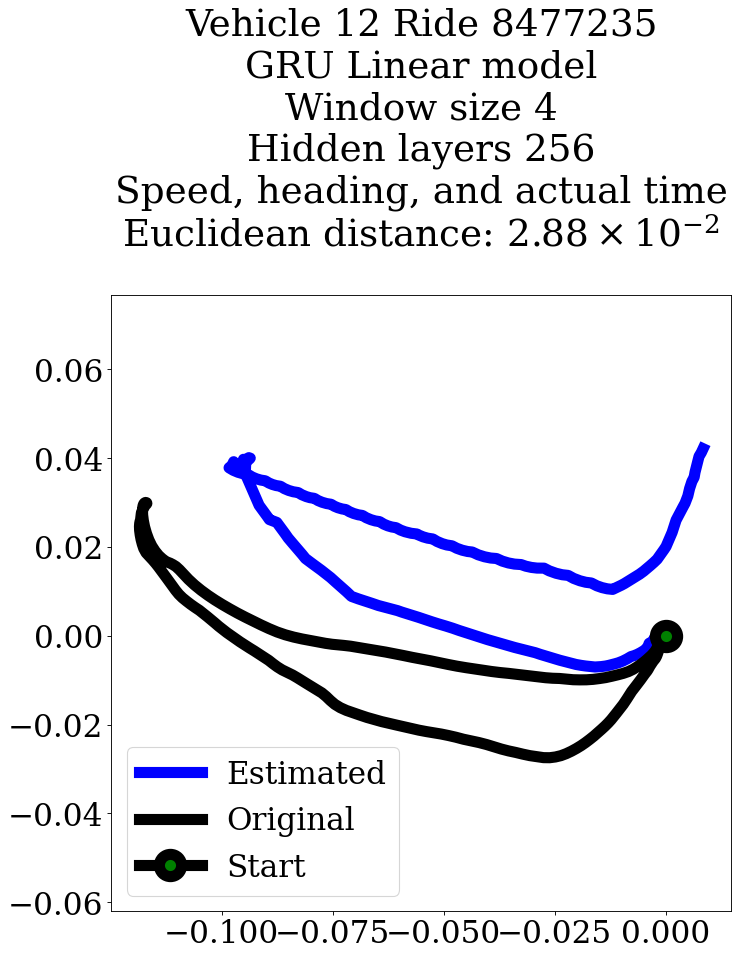 Vehicle 12 Ride 8477235
GRU Linear model
Window size 4
Hidden layers 256
Speed, heading, and actual time
Euclidean distance: 2.88 × 10⁻²
0.06
0.04
0.02
0.00
−0.02
−0.04
−0.06
Estimated
Original
Start
−0.100 −0.075 −0.050 −0.025 0.000